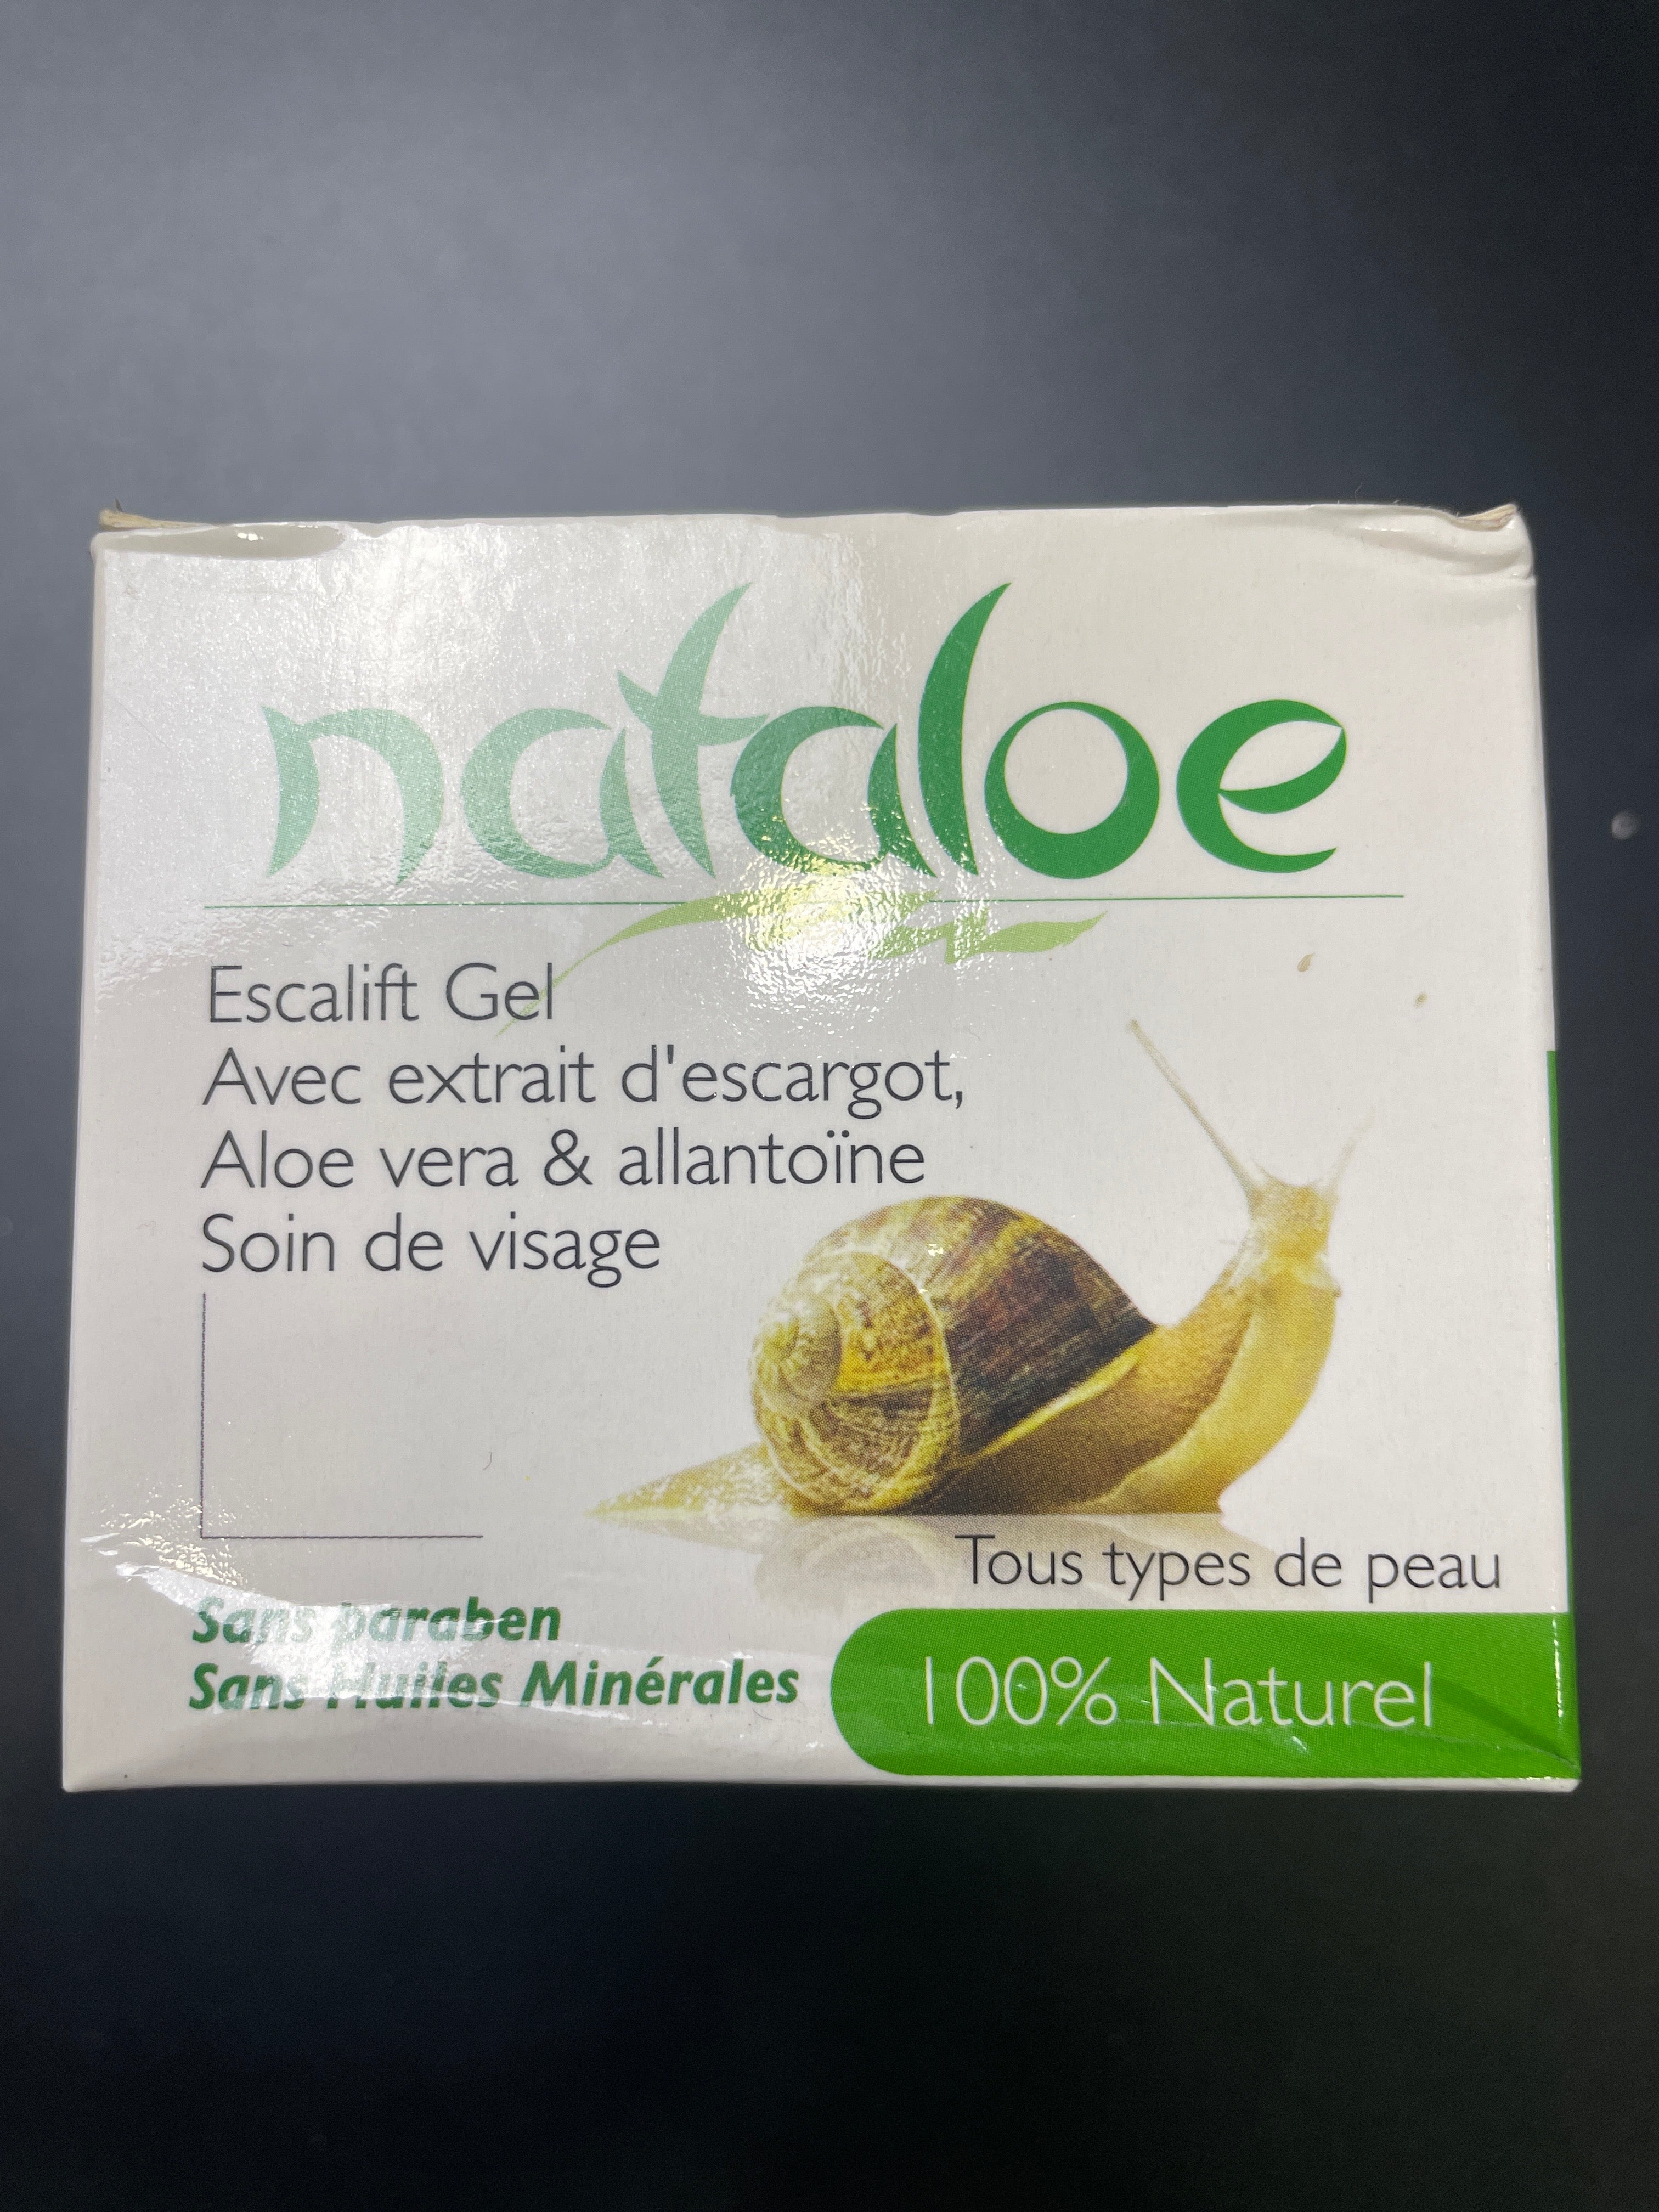 nataloe
Escalift Gel
Avec extrait d'escargot,
Aloe vera & allantoïne
Soin de visage
Tous types de peau
Sans paraben
Sans Huiles Minérales
100% Naturel